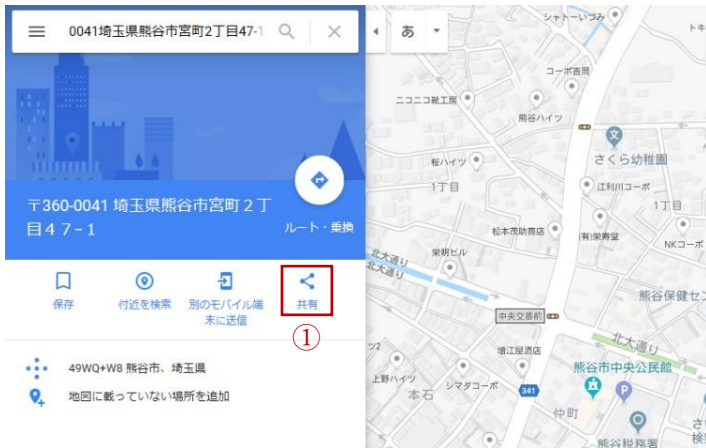 0041埼玉県熊谷市宮町2丁目47-1
あ
〒360-0041 埼玉県熊谷市宮町２丁
目４７−１
ルート・乗換
保存
付近を検索
別のモバイル端
末に送信
共有
①
49WQ+W8 熊谷市、埼玉県
地図に載っていない場所を追加
シャトーいづみ
トキ
コーポ吉岡
ニコニコ靴工房
熊谷ハイツ
さくら幼稚園
桜ハイツ
1丁目
江利川コーポ
1丁目
松本茂助商店
(有)栄寿堂
NKコーポ
栄明ビル
北大通り
北大通り
熊谷保健セン
中央交番前
北大通り
増江屋酒店
ツ2
熊谷市中央公民館
上野ハイツ
シマダコーポ
341
本石
仲町
熊谷税務署
さい
検